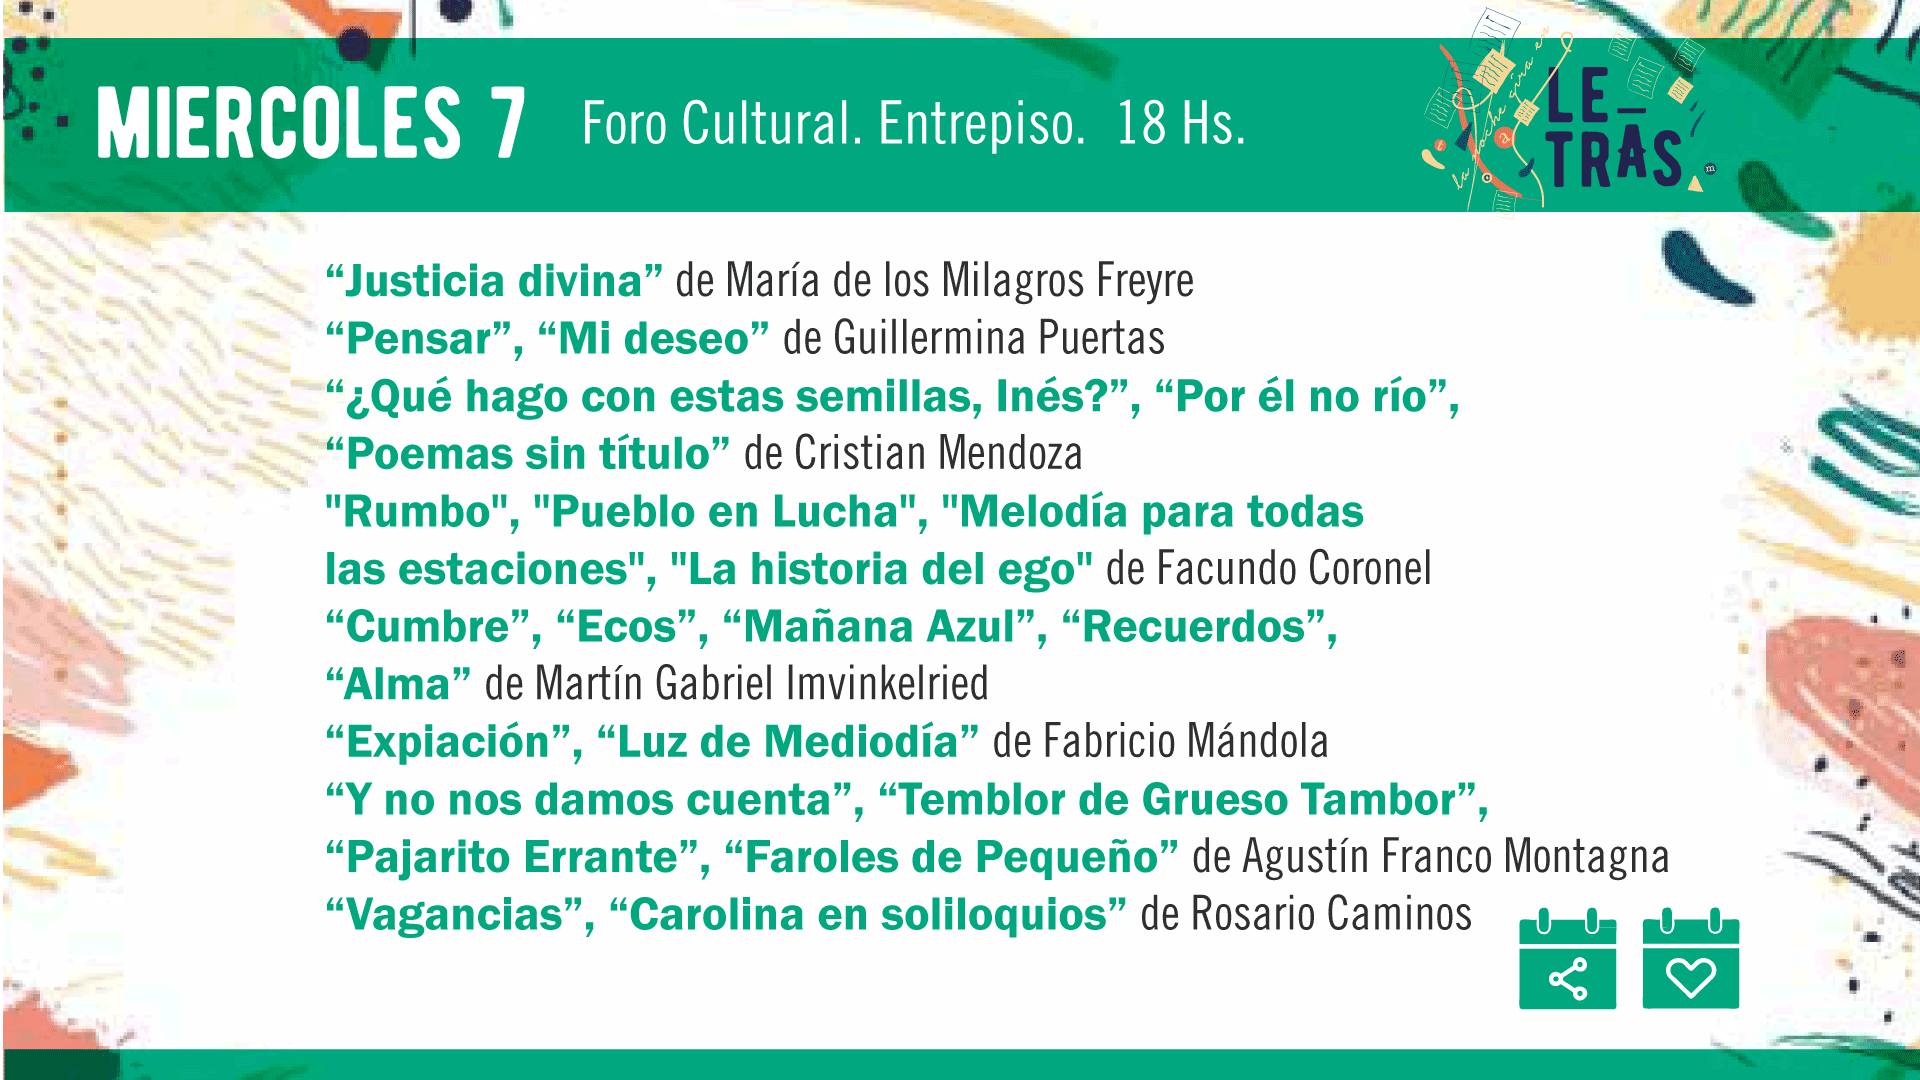 MIERCOLES 7 Foro Cultural. Entrepiso. 18 Hs.
LE_
TRAS
la noche gira en
“Justicia divina” de María de los Milagros Freyre
“Pensar”, “Mi deseo” de Guillermina Puertas
“¿Qué hago con estas semillas, Inés?”, “Por él no río”,
“Poemas sin título” de Cristian Mendoza
"Rumbo", "Pueblo en Lucha", "Melodía para todas
las estaciones", "La historia del ego" de Facundo Coronel
“Cumbre”, “Ecos”, “Mañana Azul”, “Recuerdos”,
“Alma” de Martín Gabriel Imvinkelried
“Expiación”, “Luz de Mediodía” de Fabricio Mándola
“Y no nos damos cuenta”, “Temblor de Grueso Tambor”,
“Pajarito Errante”, “Faroles de Pequeño” de Agustín Franco Montagna
“Vagancias”, “Carolina en soliloquios” de Rosario Caminos